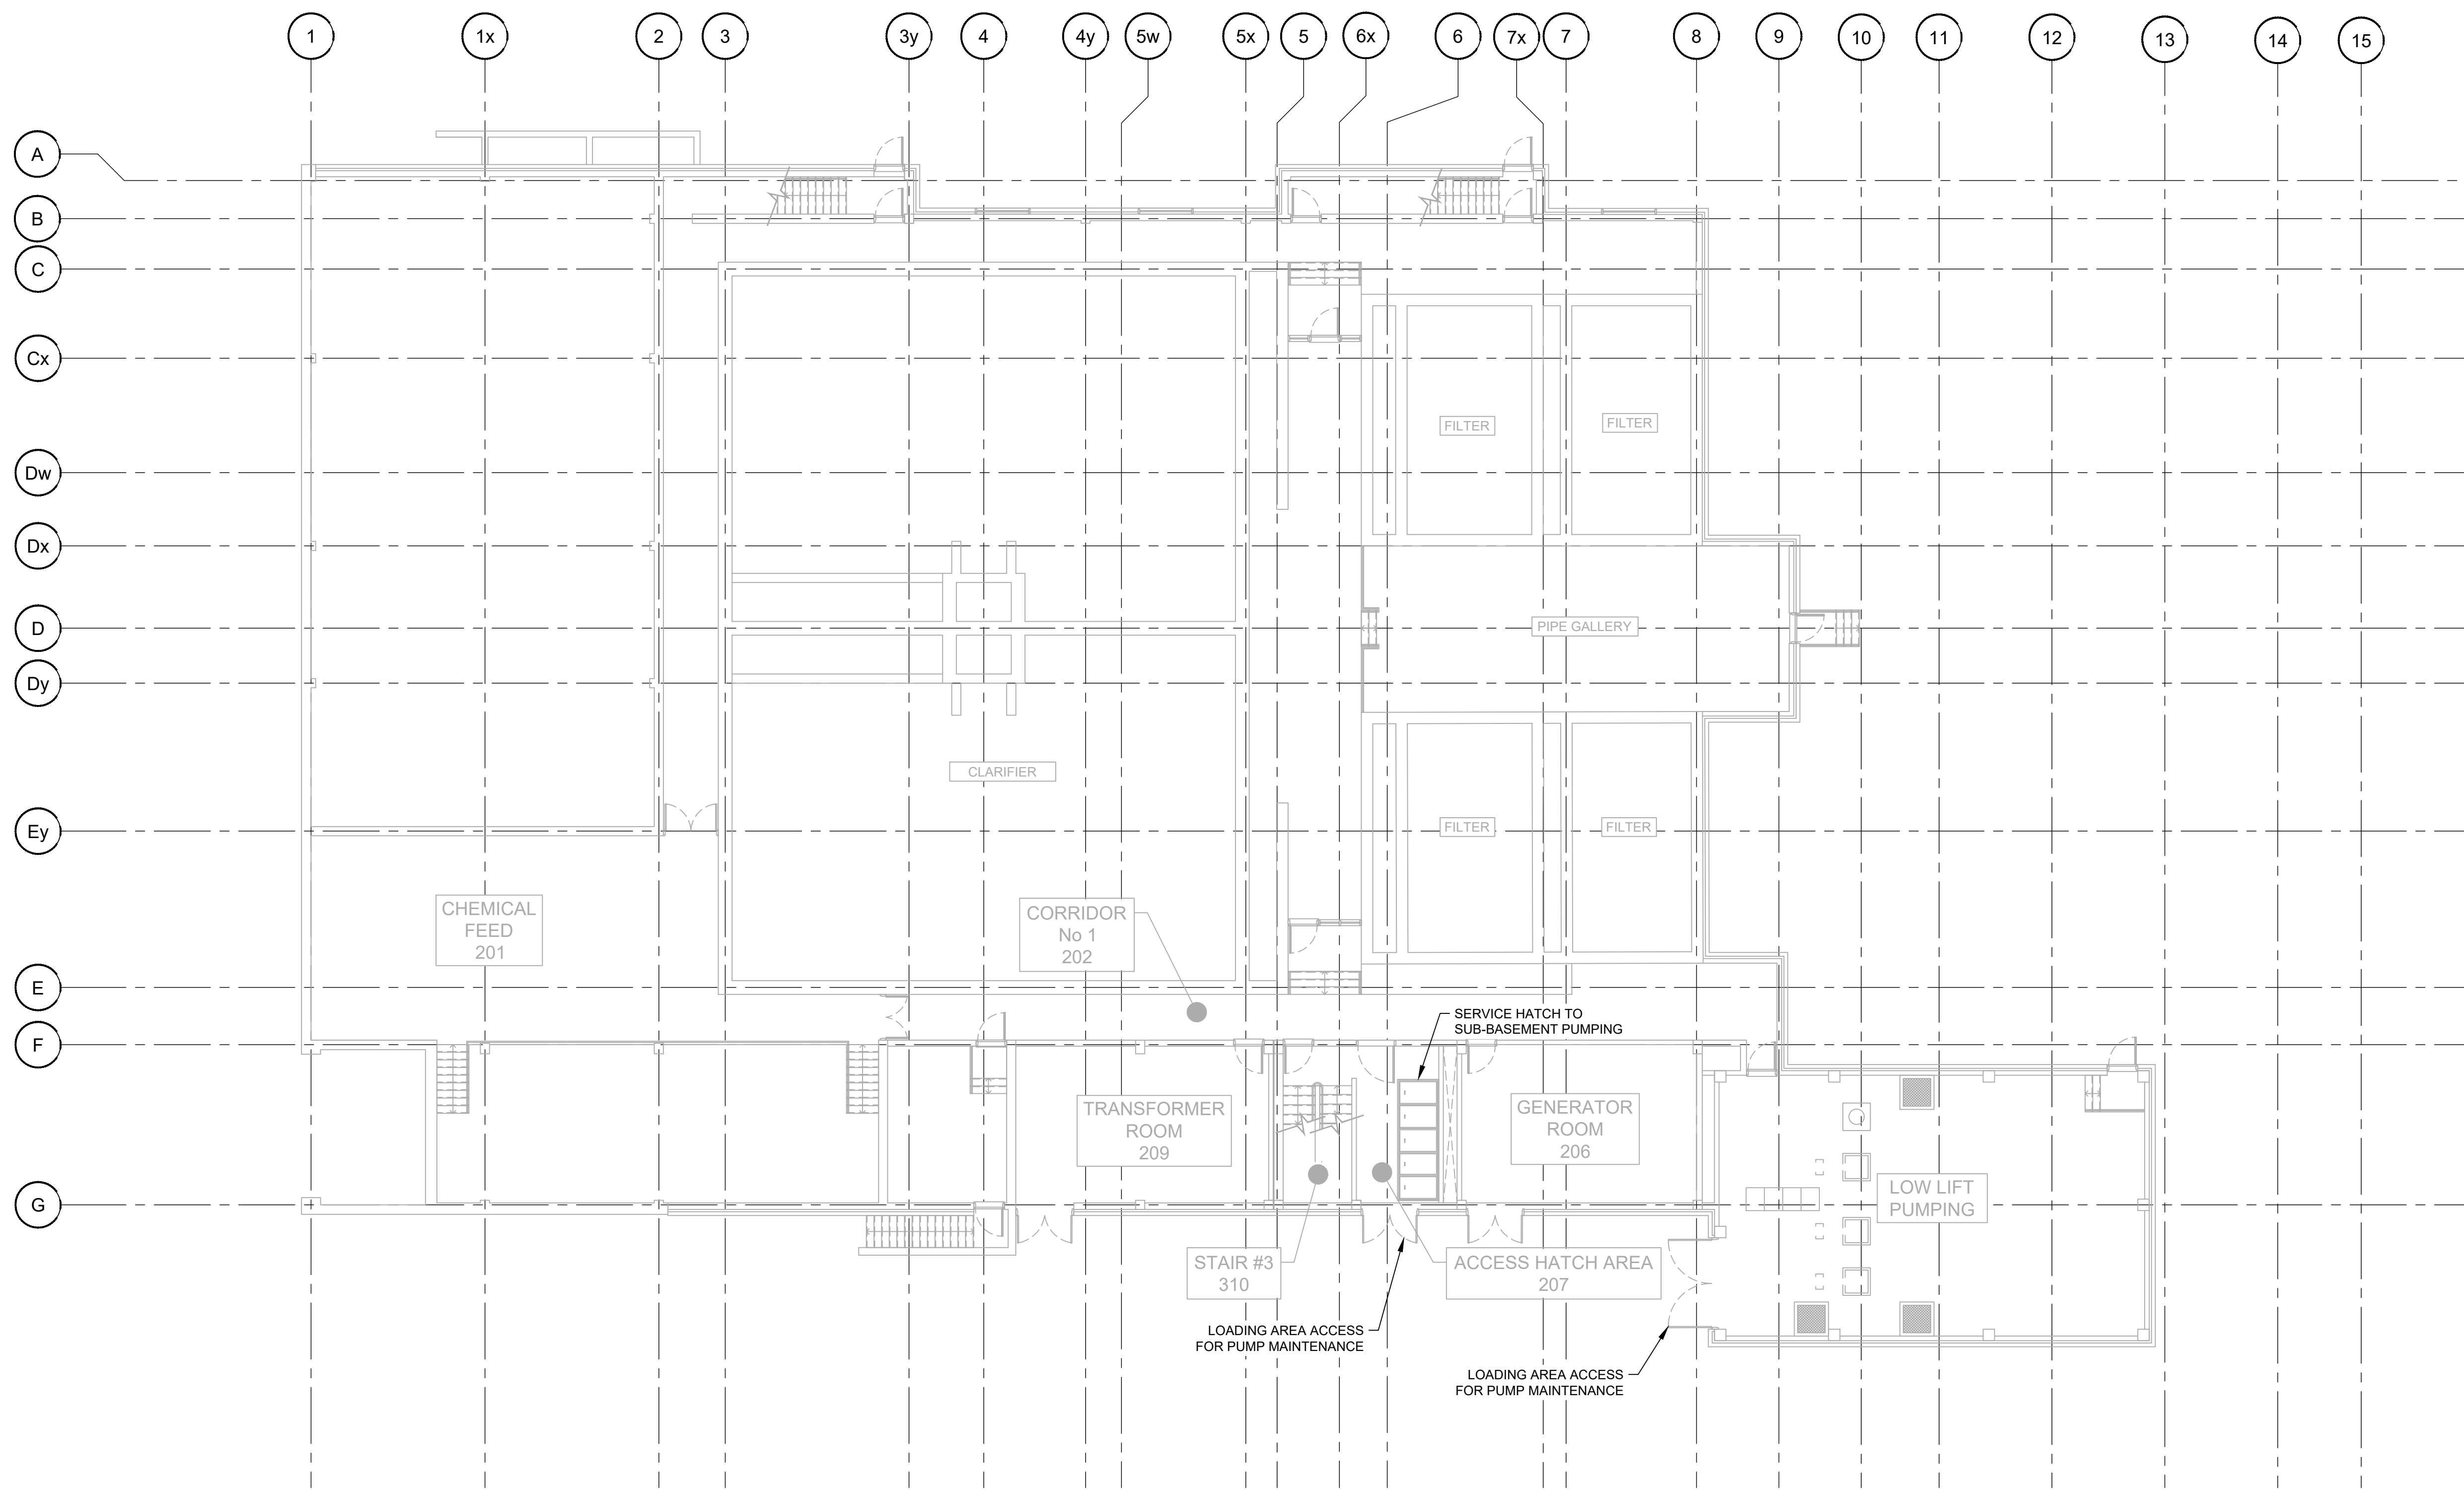 1
1x
2
3
3y
4
4y
5w
5x
5
6x
6
7x
7
8
9
10
11
12
13
14
15
A
B
C
Cx
Dw
Dx
D
Dy
Ey
E
F
G
FILTER
FILTER
PIPE GALLERY
CLARIFIER
FILTER
FILTER
CHEMICAL
FEED
201
CORRIDOR
No 1
202
SERVICE HATCH TO
SUB-BASEMENT PUMPING
TRANSFORMER
ROOM
209
GENERATOR
ROOM
206
LOW LIFT
PUMPING
STAIR #3
310
ACCESS HATCH AREA
207
LOADING AREA ACCESS
FOR PUMP MAINTENANCE
LOADING AREA ACCESS
FOR PUMP MAINTENANCE